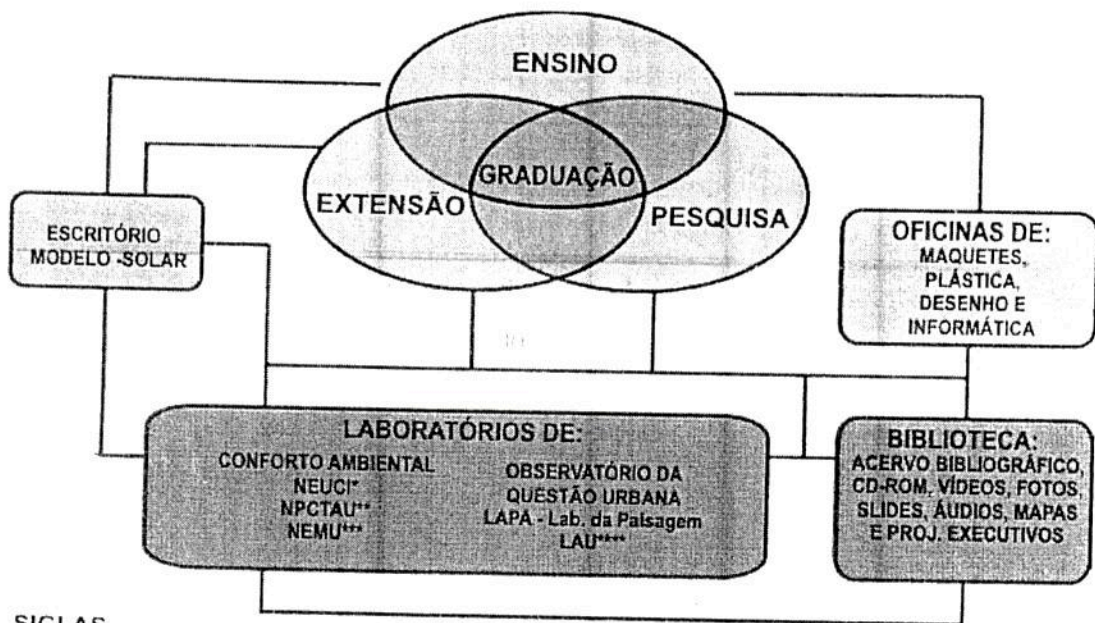 ENSINO
GRADUAÇÃO
EXTENSÃO
PESQUISA
ESCRITÓRIO
MODELO -SOLAR
OFICINAS DE:
MAQUETES,
PLÁSTICA,
DESENHO E
INFORMÁTICA
LABORATÓRIOS DE:
CONFORTO AMBIENTAL
NEUCI*
NPCTAU**
NEMU***
OBSERVATÓRIO DA
QUESTÃO URBANA
LAPA - Lab. da Paisagem
LAU****
BIBLIOTECA:
ACERVO BIBLIOGRÁFICO,
CD-ROM, VÍDEOS, FOTOS,
SLIDES, ÁUDIOS, MAPAS
E PROJ. EXECUTIVOS
SIGLAS